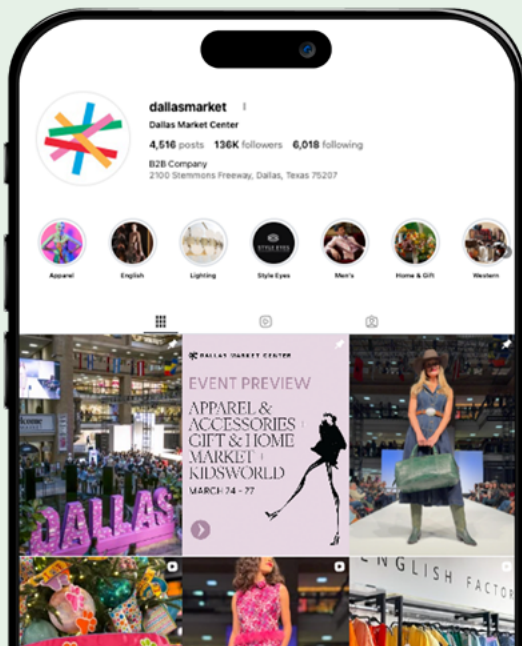 dallasmarket
Dallas Market Center
4,516 posts 136K followers 6,018 following
B2B Company
2100 Stemmons Freeway, Dallas, Texas 75207
Apparel English Lighting Style Eyes Men's Home & Gift Western
STYLE EYES
DALLAS MARKET CENTER
EVENT PREVIEW
APPAREL &
ACCESSORIES +
GIFT & HOME
MARKET +
KIDSWORLD
MARCH 24 - 27
DALLAS
ENGLISH FACTOR